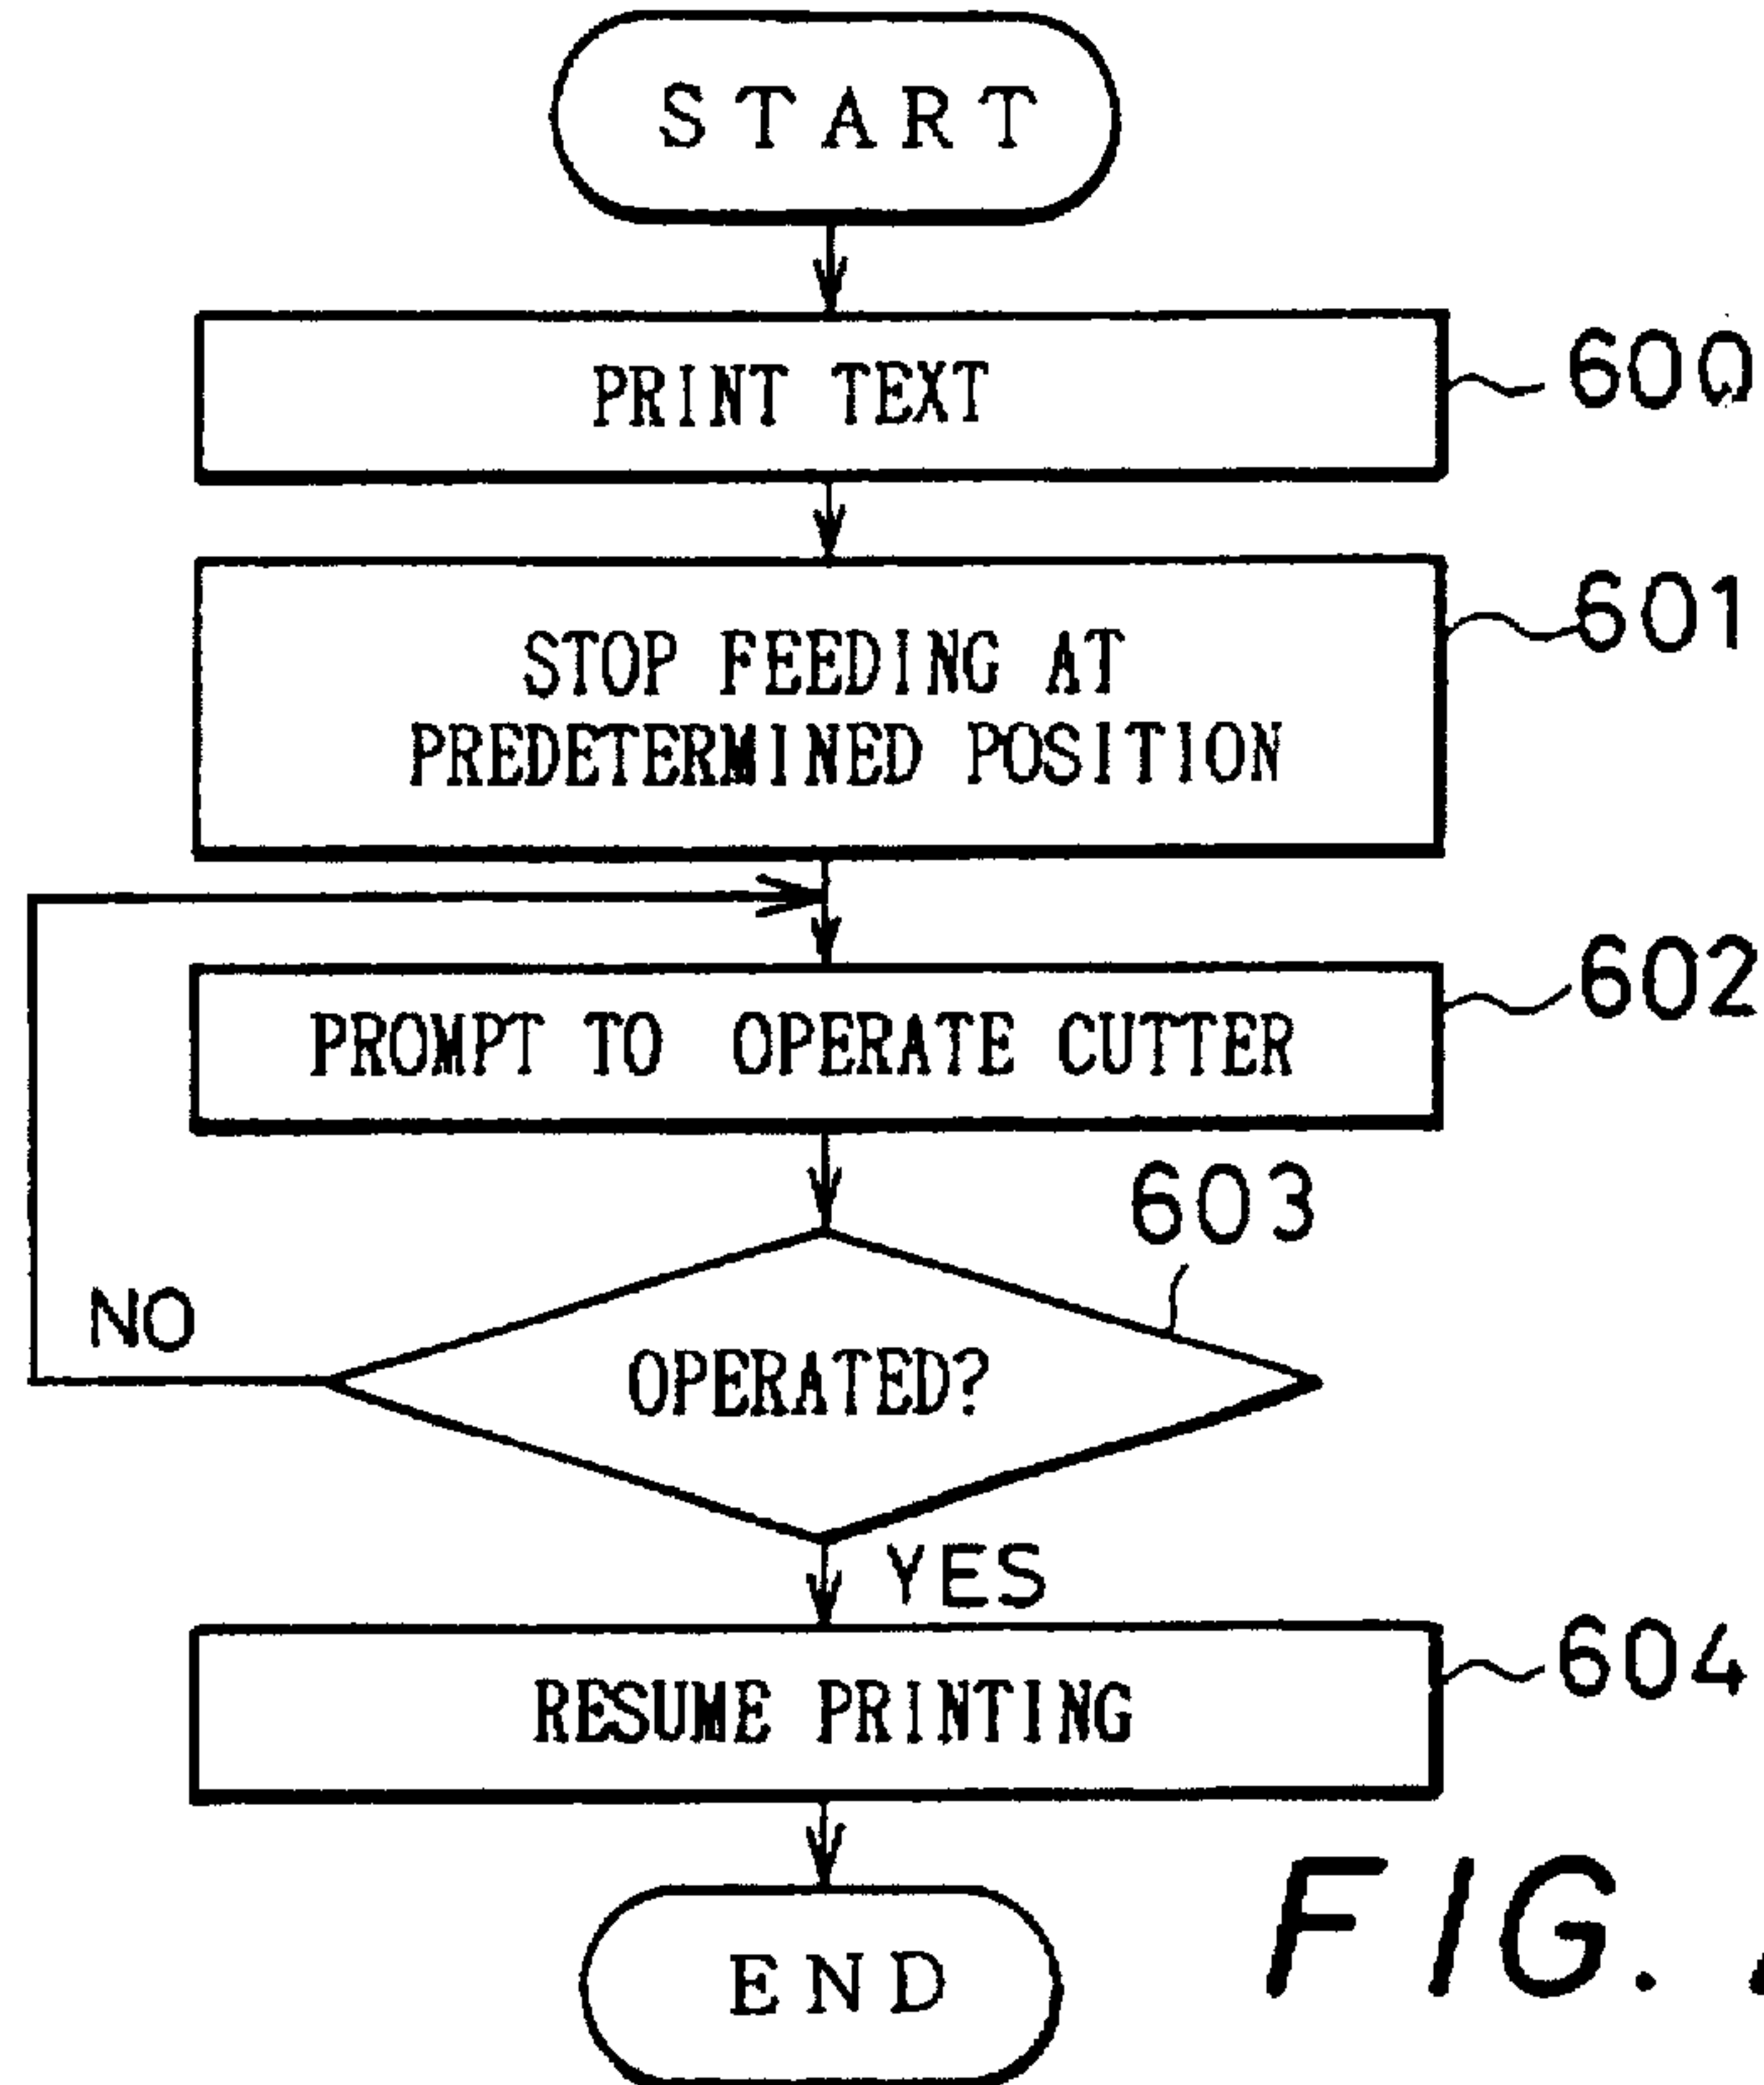 START
PRINT TEXT
600
STOP FEEDING AT
601
PREDETERMINED POSITION
PROMPT TO OPERATE CUTTER
602
603
NO
OPERATED?
YES
RESUME PRINTING
604
END
FIG.